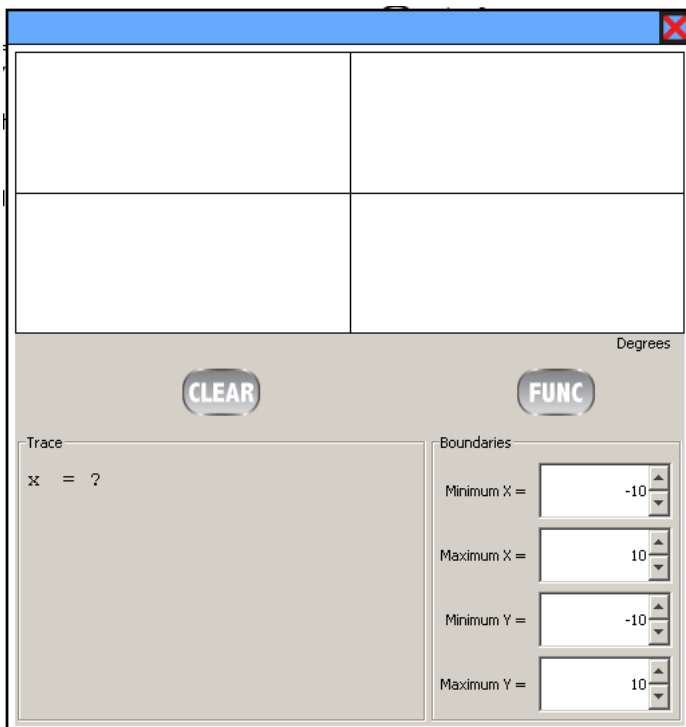 Degrees
CLEAR FUNC
Trace
x = ?
Boundaries
Minimum X = -10
Maximum X = 10
Minimum Y = -10
Maximum Y = 10